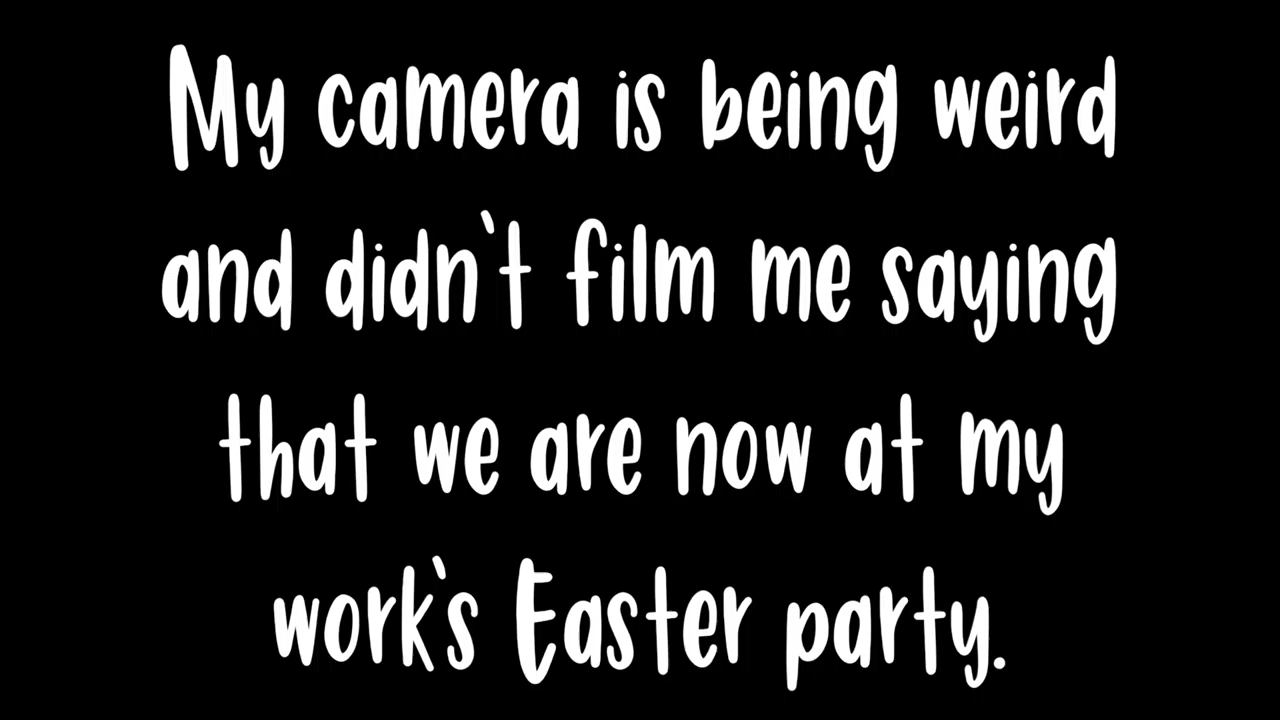 My camera is being weird
and didn`t film me saying
that we are now at my
work`s Easter party.